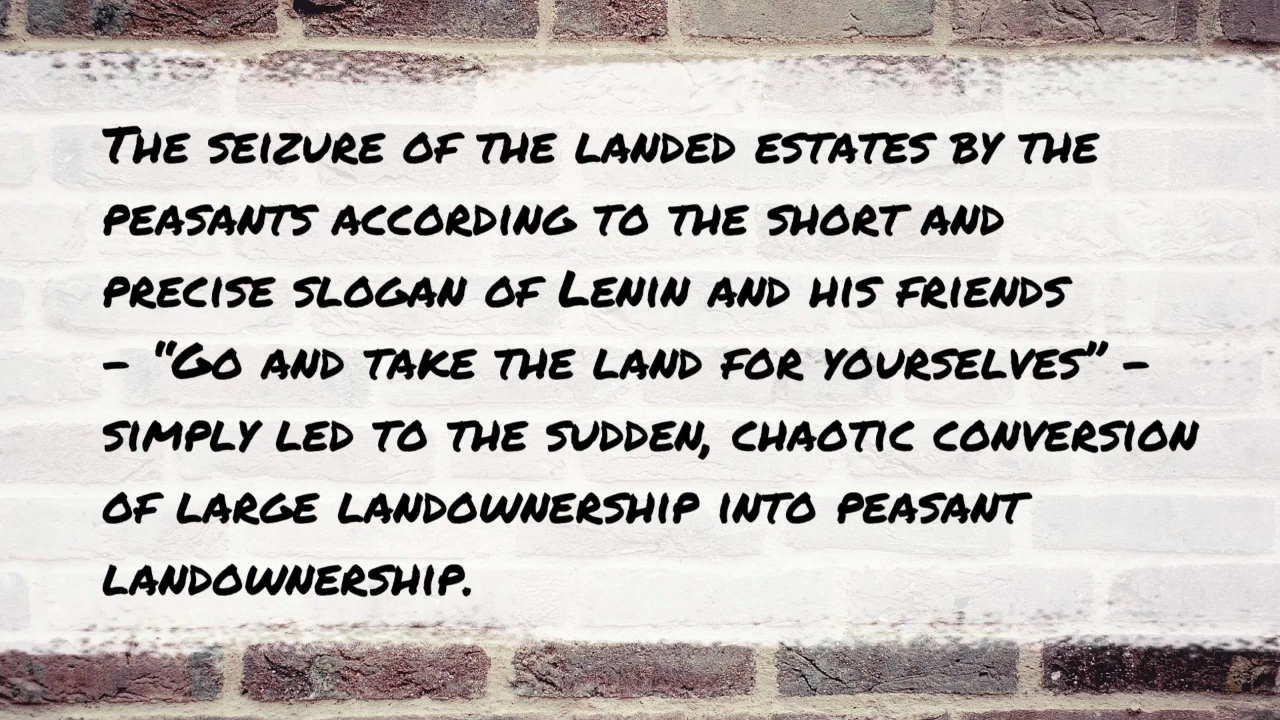 The seizure of the landed estates by the
peasants according to the short and
precise slogan of Lenin and his friends
– “Go and take the land for yourselves” –
simply led to the sudden, chaotic conversion
of large landownership into peasant
landownership.